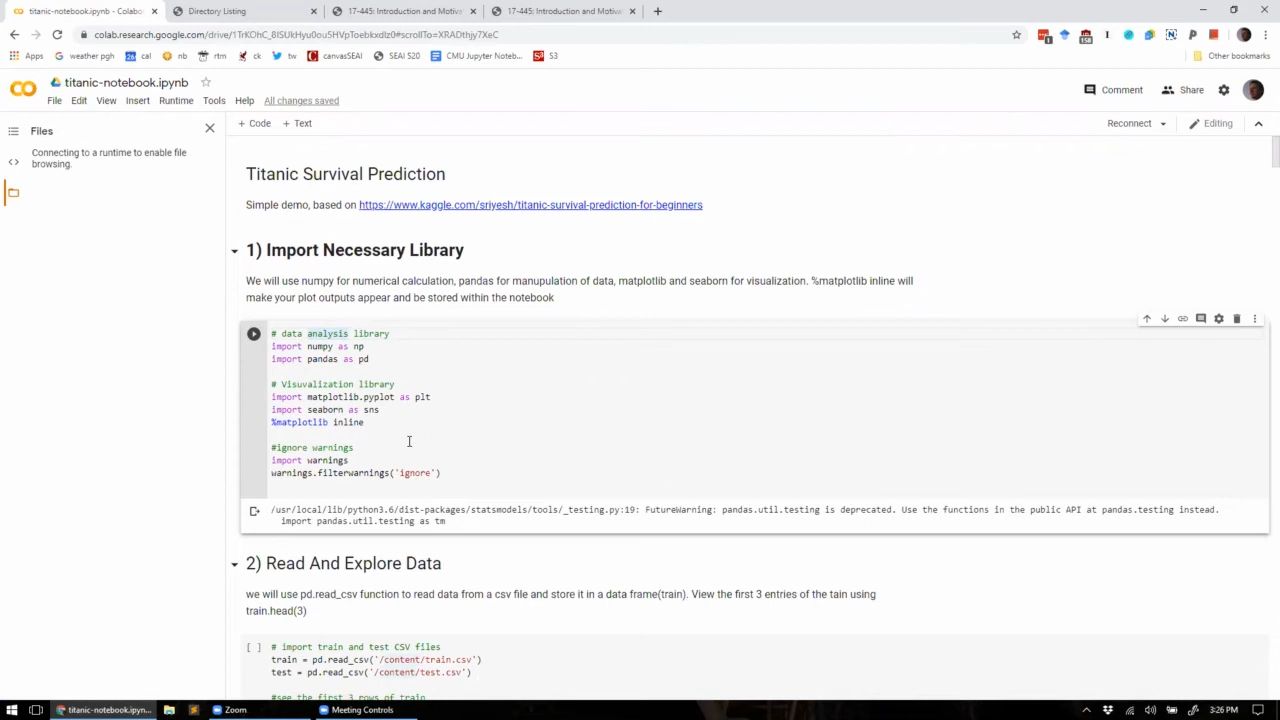 titanic-notebook.ipynb - Colabo
Directory Listing
17-445: Introduction and Motiva
17-445: Introduction and Motiva
colab.research.google.com/drive/1TrKOhC_8ISUkHyu0ou5HVpToebkxdIz0#scrollTo=XRADthjy7XeC
Apps
weather pgh
cal
nb
rtm
ck
tw
canvasSEAI
SEAI S20
CMU Jupyter Noteb...
S3
Other bookmarks
titanic-notebook.ipynb
File Edit View Insert Runtime Tools Help All changes saved
Comment
Share
Files
Connecting to a runtime to enable file
browsing.
+ Code + Text
Reconnect
Editing
Titanic Survival Prediction
Simple demo, based on https://www.kaggle.com/sriyesh/titanic-survival-prediction-for-beginners
1) Import Necessary Library
We will use numpy for numerical calculation, pandas for manupulation of data, matplotlib and seaborn for visualization. %matplotlib inline will
make your plot outputs appear and be stored within the notebook
# data analysis library
import numpy as np
import pandas as pd
# Visuvalization library
import matplotlib.pyplot as plt
import seaborn as sns
%matplotlib inline
#ignore warnings
import warnings
warnings.filterwarnings('ignore')
/usr/local/lib/python3.6/dist-packages/statsmodels/tools/_testing.py:19: FutureWarning: pandas.util.testing is deprecated. Use the functions in the public API at pandas.testing instead.
import pandas.util.testing as tm
2) Read And Explore Data
we will use pd.read_csv function to read data from a csv file and store it in a data frame(train). View the first 3 entries of the tain using
train.head(3)
[ ] # import train and test CSV files
train = pd.read_csv('/content/train.csv')
test = pd.read_csv('/content/test.csv')
#see the first 3 rows of train
titanic-notebook.ipyn...
Zoom
Meeting Controls
3:26 PM